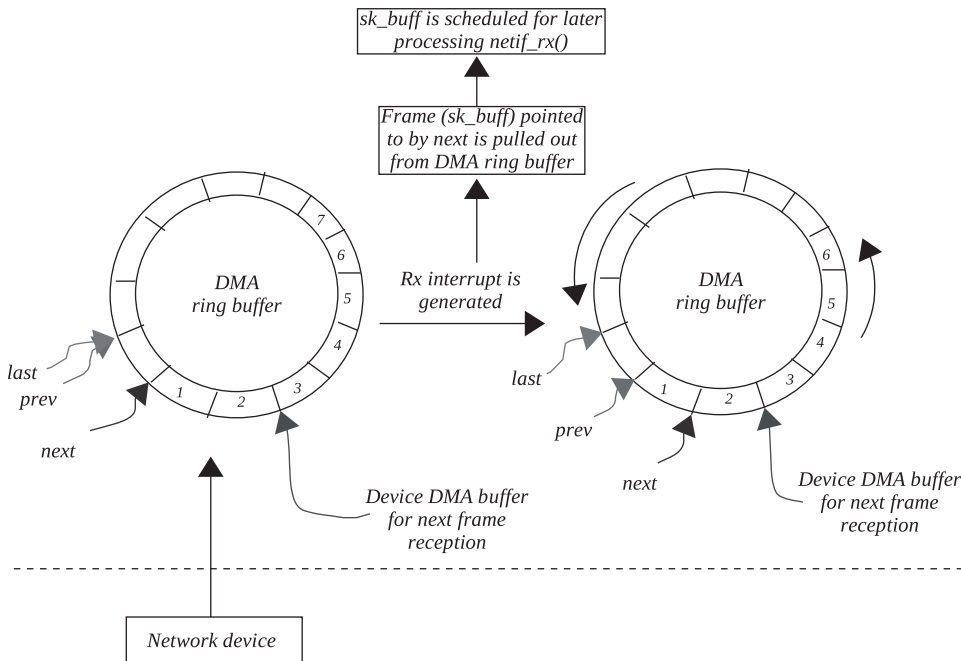 sk_buff is scheduled for later
processing netif_rx()
Frame (sk_buff) pointed
to by next is pulled out
from DMA ring buffer
Rx interrupt is
generated
DMA
ring buffer
7
6
5
4
3
2
1
last
prev
next
Device DMA buffer
for next frame
reception
DMA
ring buffer
6
5
4
3
2
1
last
prev
next
Device DMA buffer
for next frame
reception
Network device